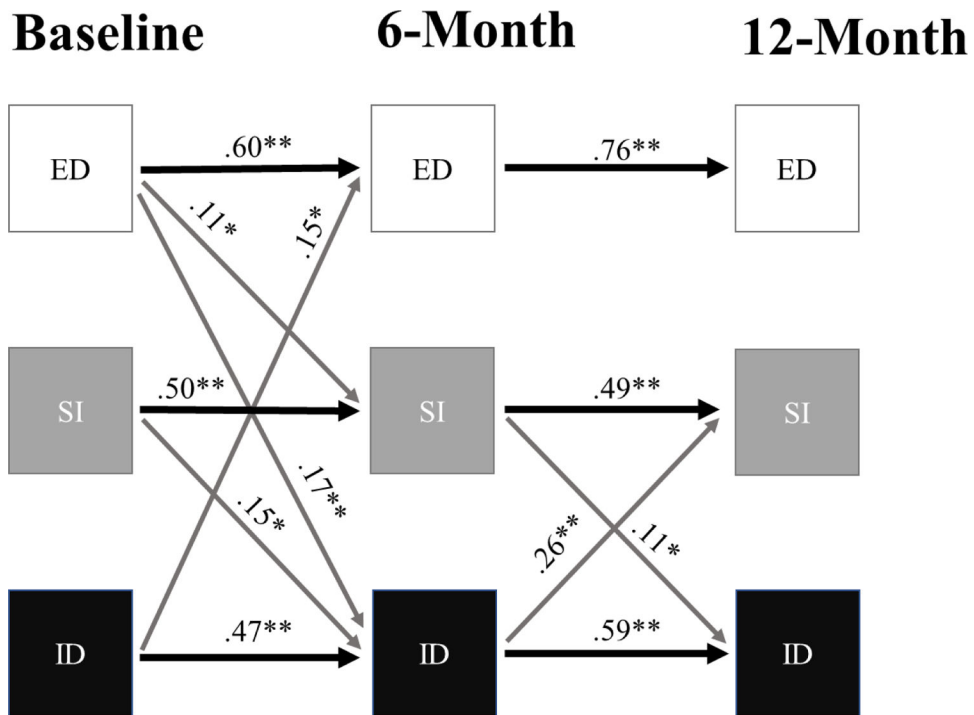 Baseline 6-Month 12-Month
ED .60** ED .76** ED
.11* .15*
SI .50** SI .49** SI
.15* .17** .26** .11*
ID .47** ID .59** ID